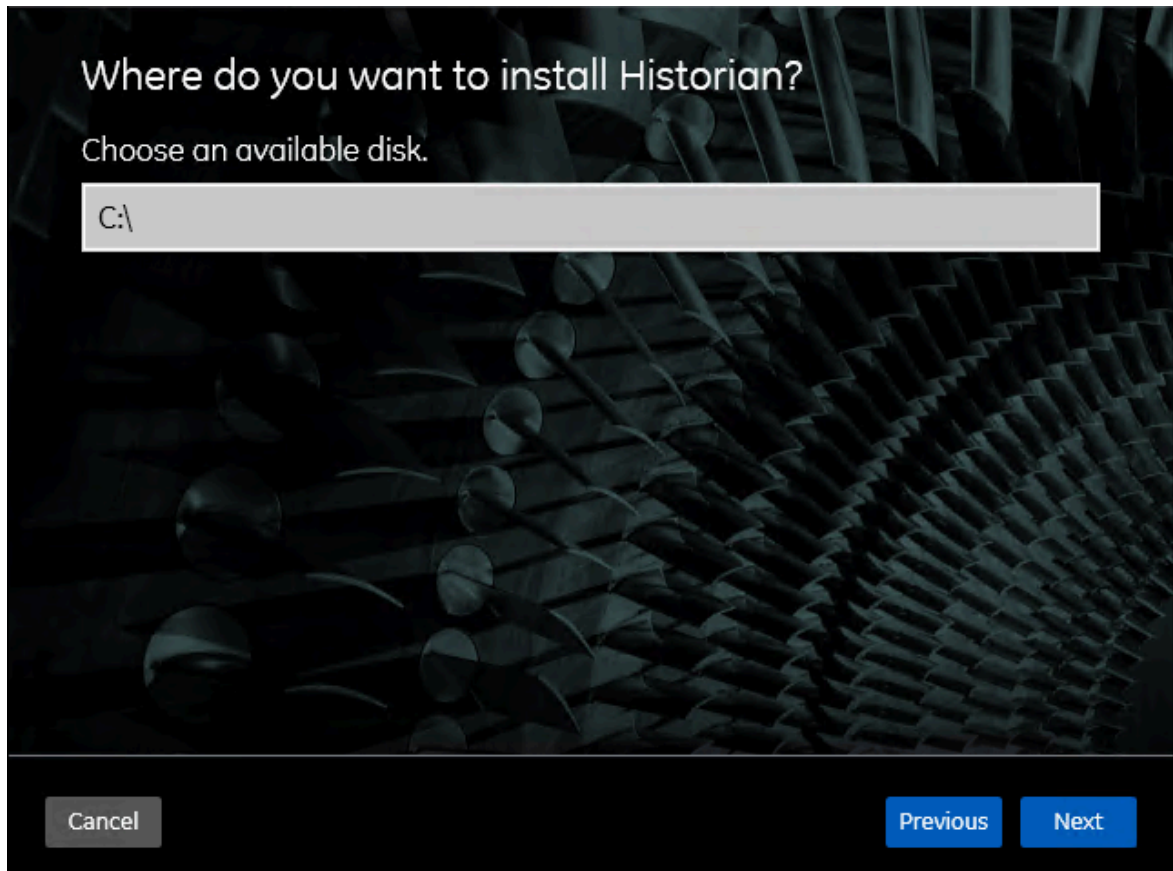 Where do you want to install Historian?
Choose an available disk.
C:\
Cancel
Previous
Next